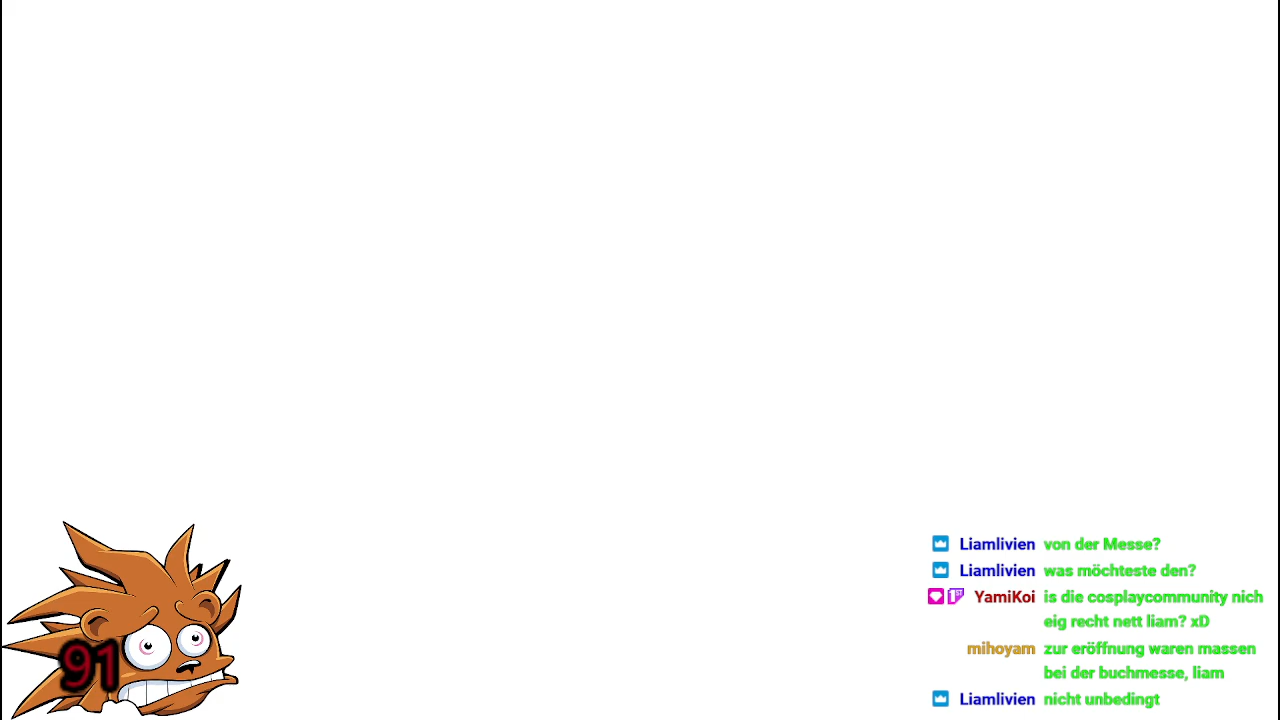 Liamlivien von der Messe?
Liamlivien was möchteste den?
1ST YamiKoi is die cosplaycommunity nich
eig recht nett liam? xD
mihoyam zur eröffnung waren massen
bei der buchmesse, liam
91
Liamlivien nicht unbedingt